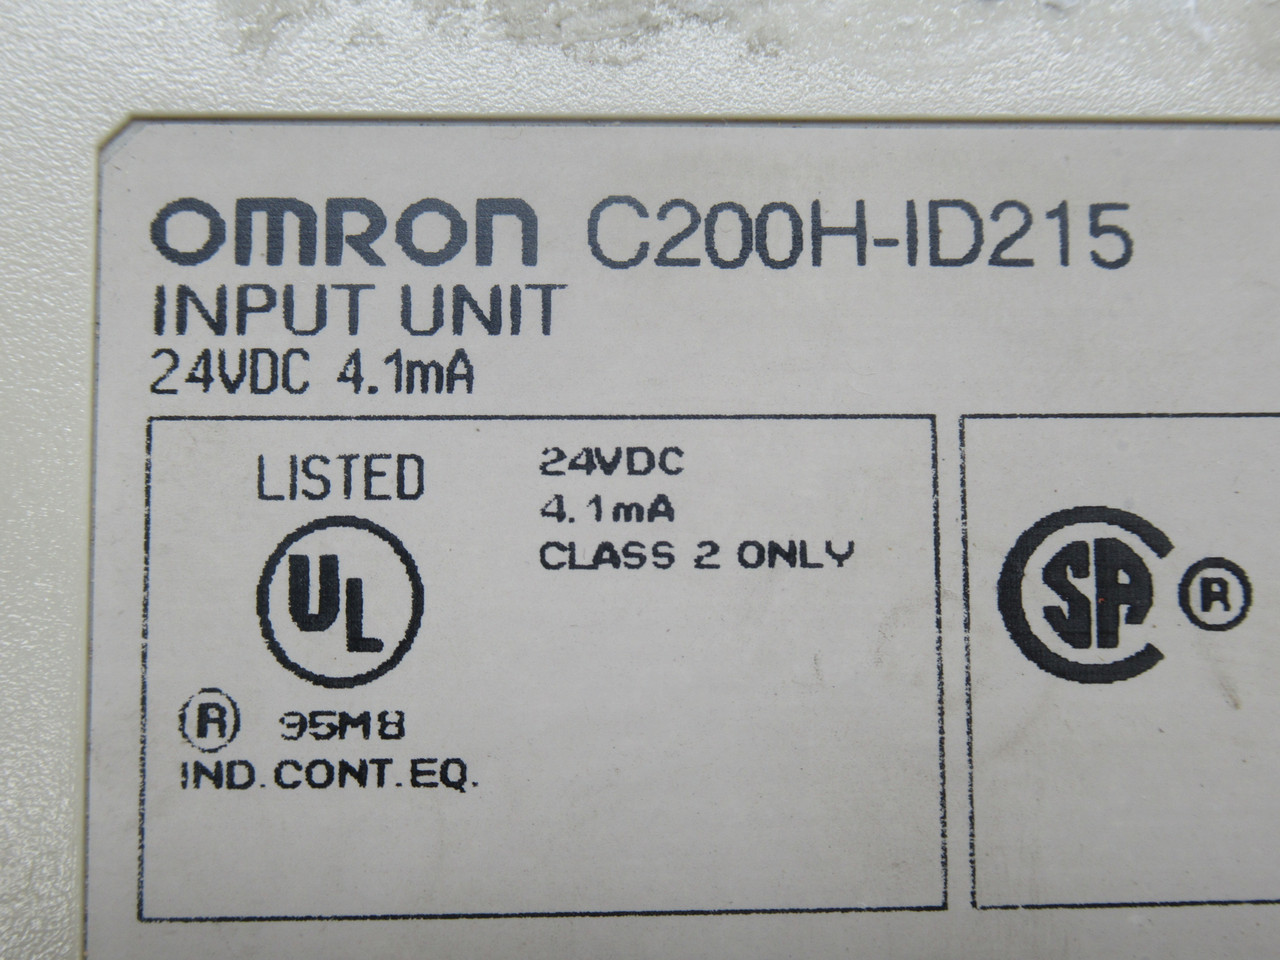 OMRON C200H-ID215
INPUT UNIT
24VDC 4.1mA
LISTED
UL
® 95M8
IND.CONT.EQ.
24VDC
4.1mA
CLASS 2 ONLY
CSA ®